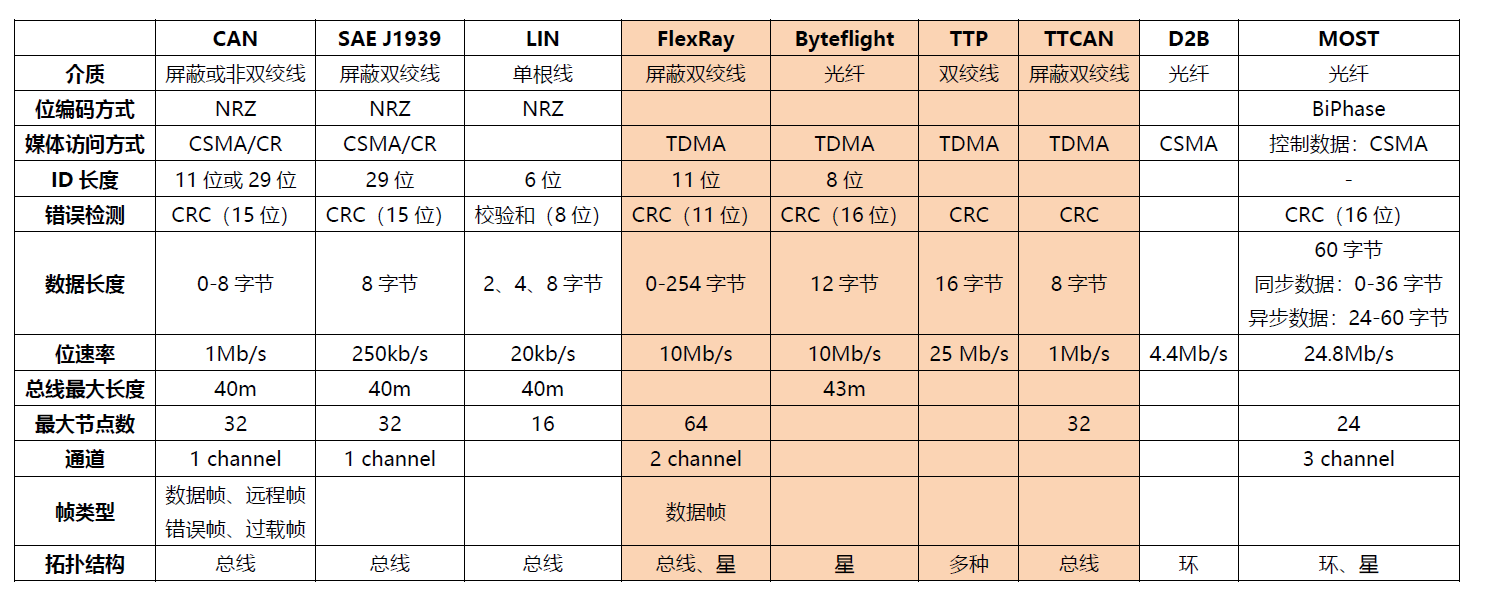 CAN SAE J1939 LIN FlexRay Byteflight TTP TTCAN D2B MOST
介质 屏蔽或非双绞线 屏蔽双绞线 单根线 屏蔽双绞线 光纤 双绞线 屏蔽双绞线 光纤 光纤
位编码方式 NRZ NRZ NRZ BiPhase
媒体访问方式 CSMA/CR CSMA/CR TDMA TDMA TDMA TDMA CSMA 控制数据：CSMA
ID 长度 11 位或 29 位 29 位 6 位 11 位 8 位 -
错误检测 CRC（15 位） CRC（15 位） 校验和（8 位） CRC（11 位） CRC（16 位） CRC CRC CRC（16 位）
数据长度 0-8 字节 8 字节 2、4、8 字节 0-254 字节 12 字节 16 字节 8 字节 60 字节
同步数据：0-36 字节
异步数据：24-60 字节
位速率 1Mb/s 250kb/s 20kb/s 10Mb/s 10Mb/s 25 Mb/s 1Mb/s 4.4Mb/s 24.8Mb/s
总线最大长度 40m 40m 40m 43m
最大节点数 32 32 16 64 32 24
通道 1 channel 1 channel 2 channel 3 channel
帧类型 数据帧、远程帧 数据帧
错误帧、过载帧
拓扑结构 总线 总线 总线 总线、星 星 多种 总线 环 环、星